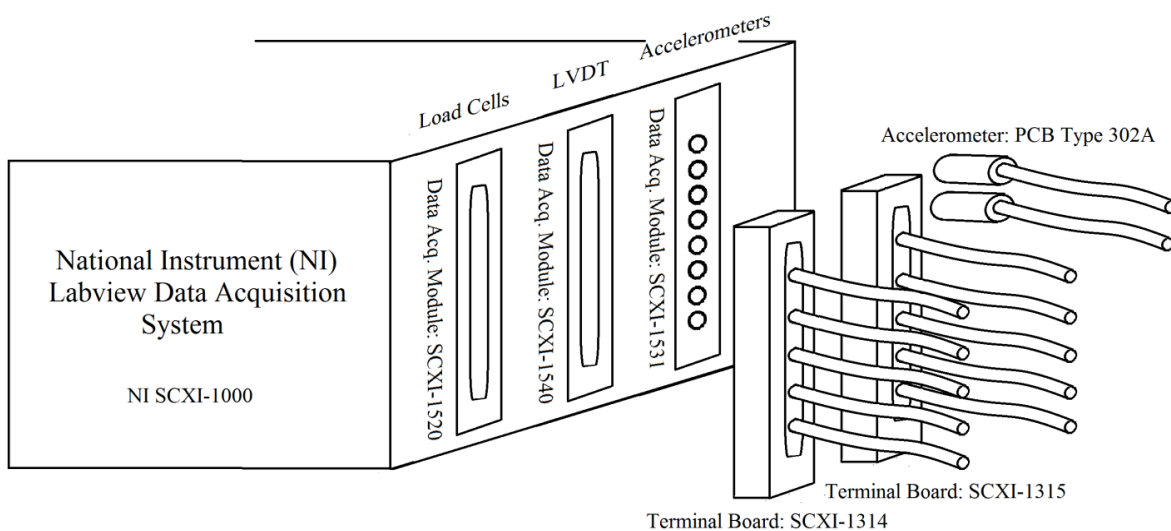 Load Cells
LVDT
Accelerometers
Data Acq. Module: SCXI-1520
Data Acq. Module: SCXI-1540
Data Acq. Module: SCXI-1531
National Instrument (NI)
Labview Data Acquisition
System
NI SCXI-1000
Accelerometer: PCB Type 302A
Terminal Board: SCXI-1315
Terminal Board: SCXI-1314